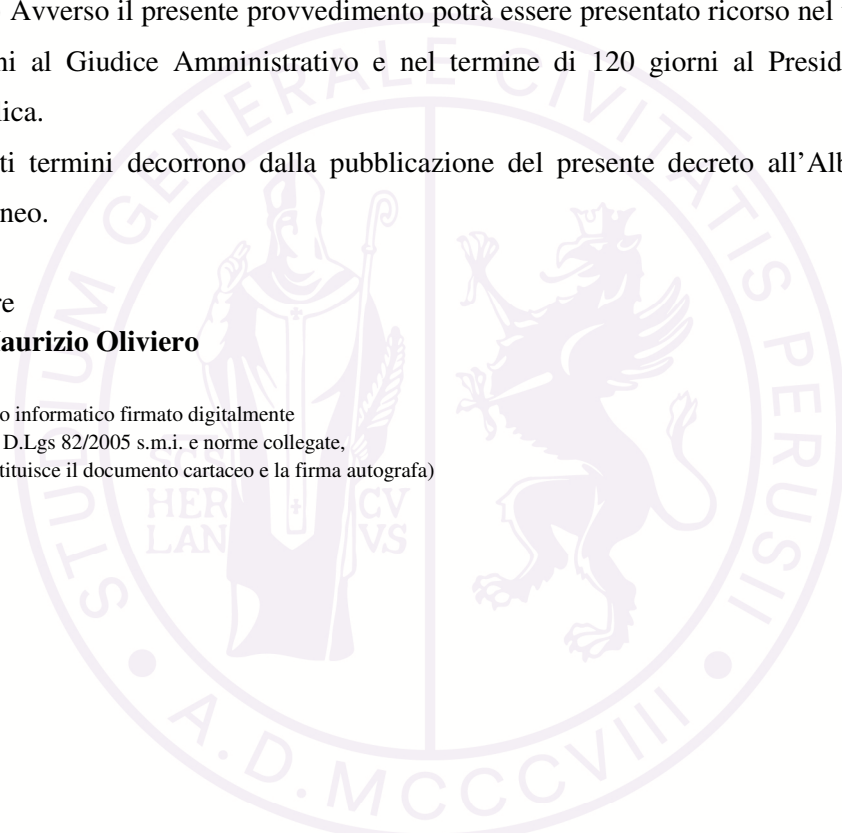 Avverso il presente provvedimento potrà essere presentato ricorso nel
ni al Giudice Amministrativo e nel termine di 120 giorni al Presid
ica.
ti termini decorrono dalla pubblicazione del presente decreto all’Alb
neo.
re
aurizio Oliviero
o informatico firmato digitalmente
D.Lgs 82/2005 s.m.i. e norme collegate,
tituisce il documento cartaceo e la firma autografa)
STUDIUM GENERALE CIVITATIS PERUSII
SCS
HER CV
LAN VS
A.D. MCCCVIII